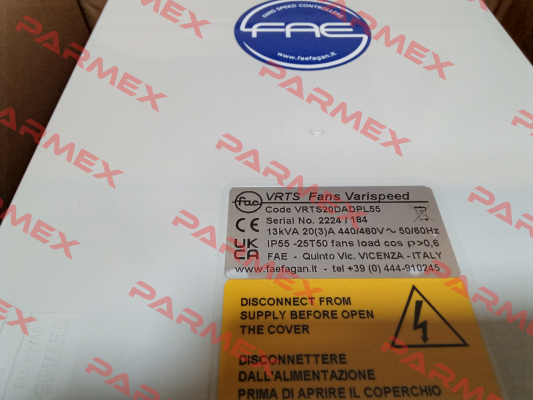 FANS SPEED CONTROLLERS
FAE
www.faefagan.it
fae VRTS Fans Varispeed
Code VRTS20DADPL55
Serial No. 2224 / 184
CE 13kVA 20(3)A 440/460V ~ 50/60Hz
UK CA IP55 -25T50 fans load cos ρ>0,6
FAE - Quinto Vic. VICENZA - ITALY
www.faefagan.it - tel +39 (0) 444-910245
DISCONNECT FROM
SUPPLY BEFORE OPEN
THE COVER
DISCONNETTERE
DALL'ALIMENTAZIONE
PRIMA DI APRIRE IL COPERCHIO
PARMEX